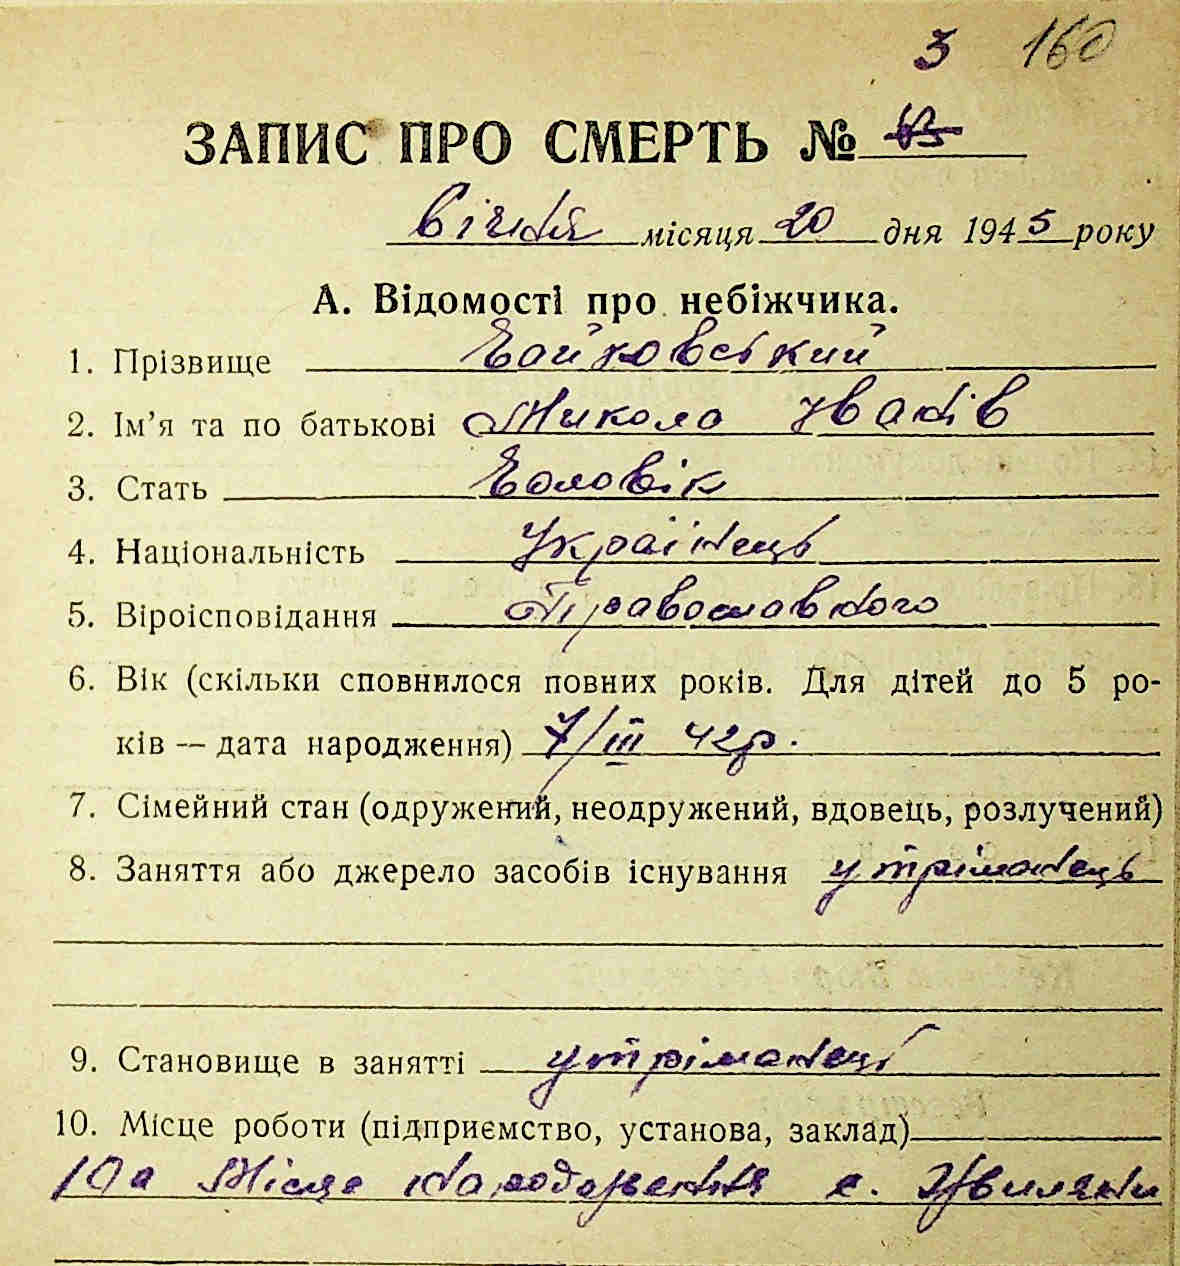 3 160
ЗАПИС ПРО СМЕРТЬ №
Січня місяця 20 дня 1945 року
А. Відомості про небіжчика.
1. Прізвище
2. Ім’я та по батькові Микола Іванів
3. Стать Чоловік
4. Національність Українець
5. Віроісповідання Православного
6. Вік (скільки сповнилося повних років. Для дітей до 5 ро-
ків — дата народження) 7/III 42р.
7. Сімейний стан (одружений, неодружений, вдовець, розлучений)
8. Заняття або джерело засобів існування утріманець
9. Становище в занятті утріманець
10. Місце роботи (підприємство, установа, заклад)
10а Місце народження с.